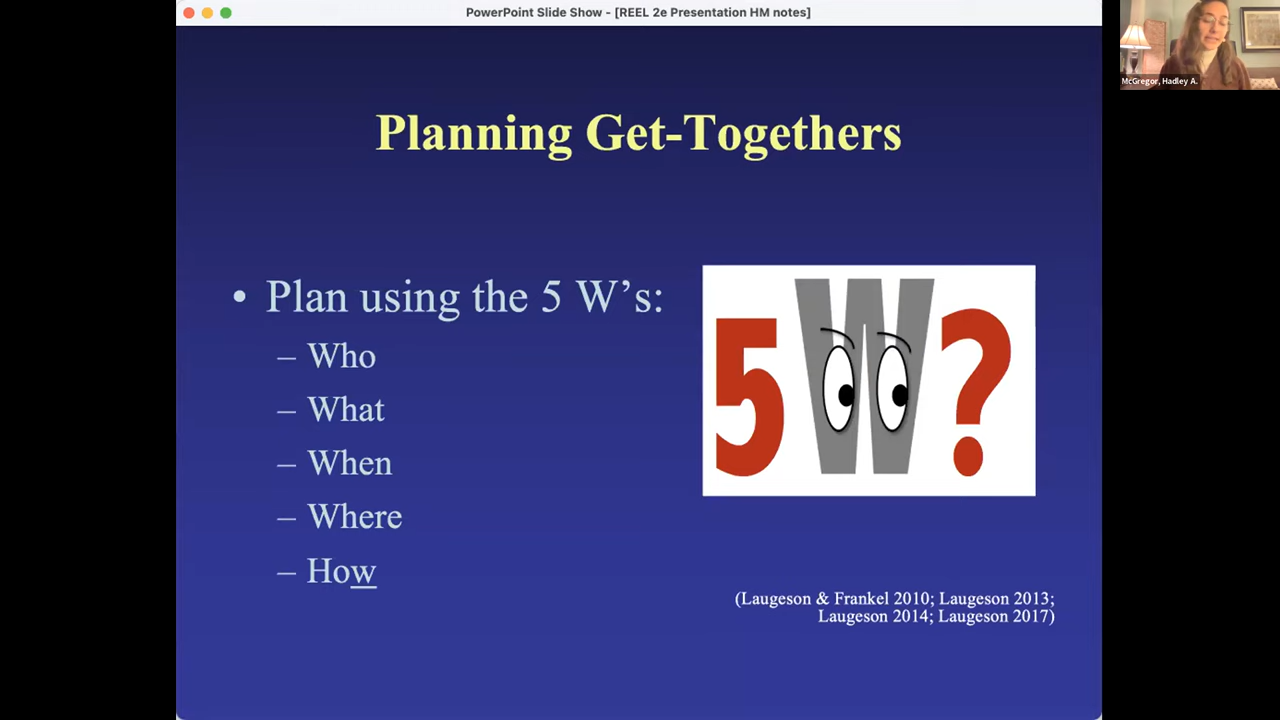 PowerPoint Slide Show - [REEL 2e Presentation HM notes]
McGregor, Hadley A.
Planning Get-Togethers
• Plan using the 5 W's:
– Who
– What
– When
– Where
– How
5W?
(Laugeson & Frankel 2010; Laugeson 2013;
Laugeson 2014; Laugeson 2017)